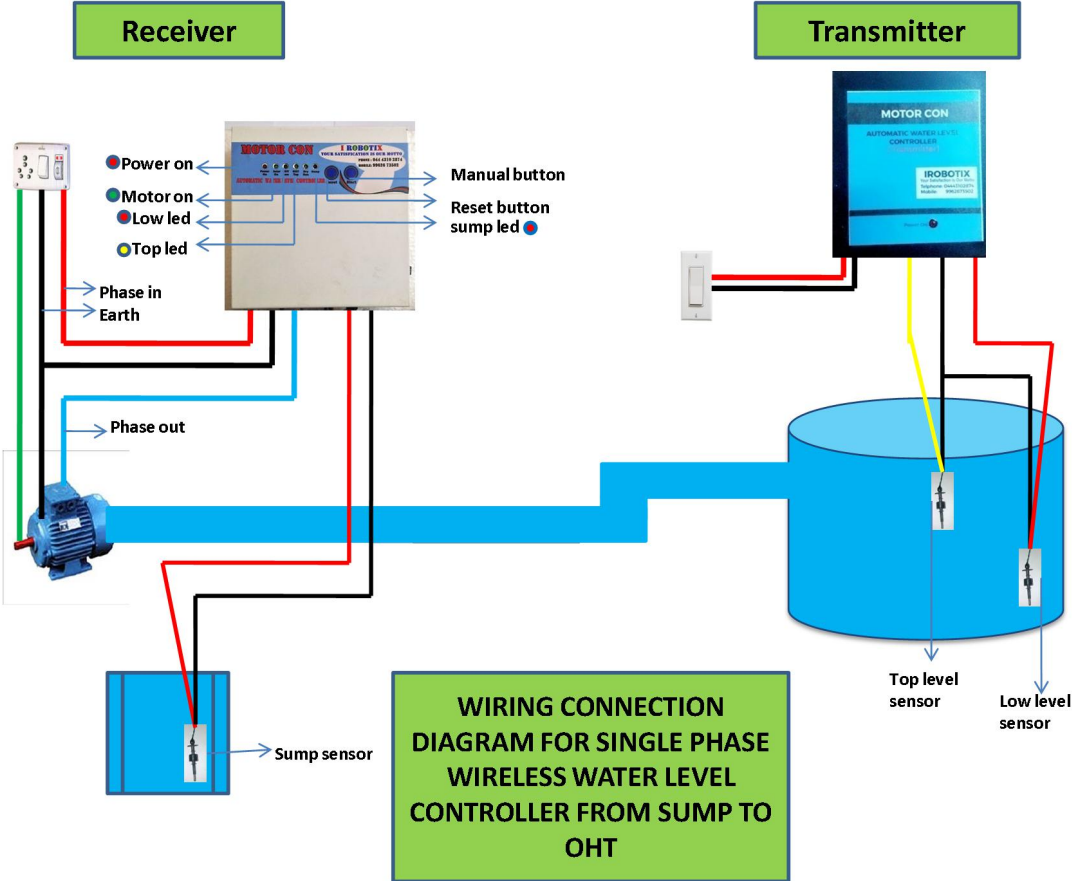 Receiver
Transmitter
MOTOR CON
I ROBOTIX
YOUR SATISFACTION IS OUR MOTTO
MOTOR CON
AUTOMATIC WATER LEVEL
CONTROLLER
IROBOTIX
Power on
Motor on
Low led
Top led
Manual button
Reset button
sump led
Phase in
Earth
Phase out
Top level
sensor
Low level
sensor
Sump sensor
WIRING CONNECTION
DIAGRAM FOR SINGLE PHASE
WIRELESS WATER LEVEL
CONTROLLER FROM SUMP TO
OHT